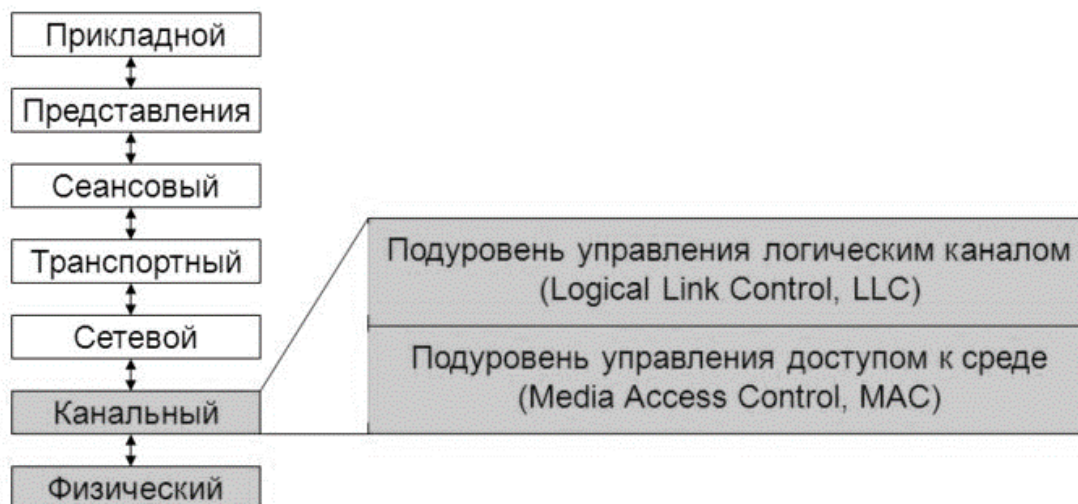 Прикладной
Представления
Сеансовый
Транспортный
Сетевой
Канальный
Физический
Подуровень управления логическим каналом
(Logical Link Control, LLC)
Подуровень управления доступом к среде
(Media Access Control, MAC)